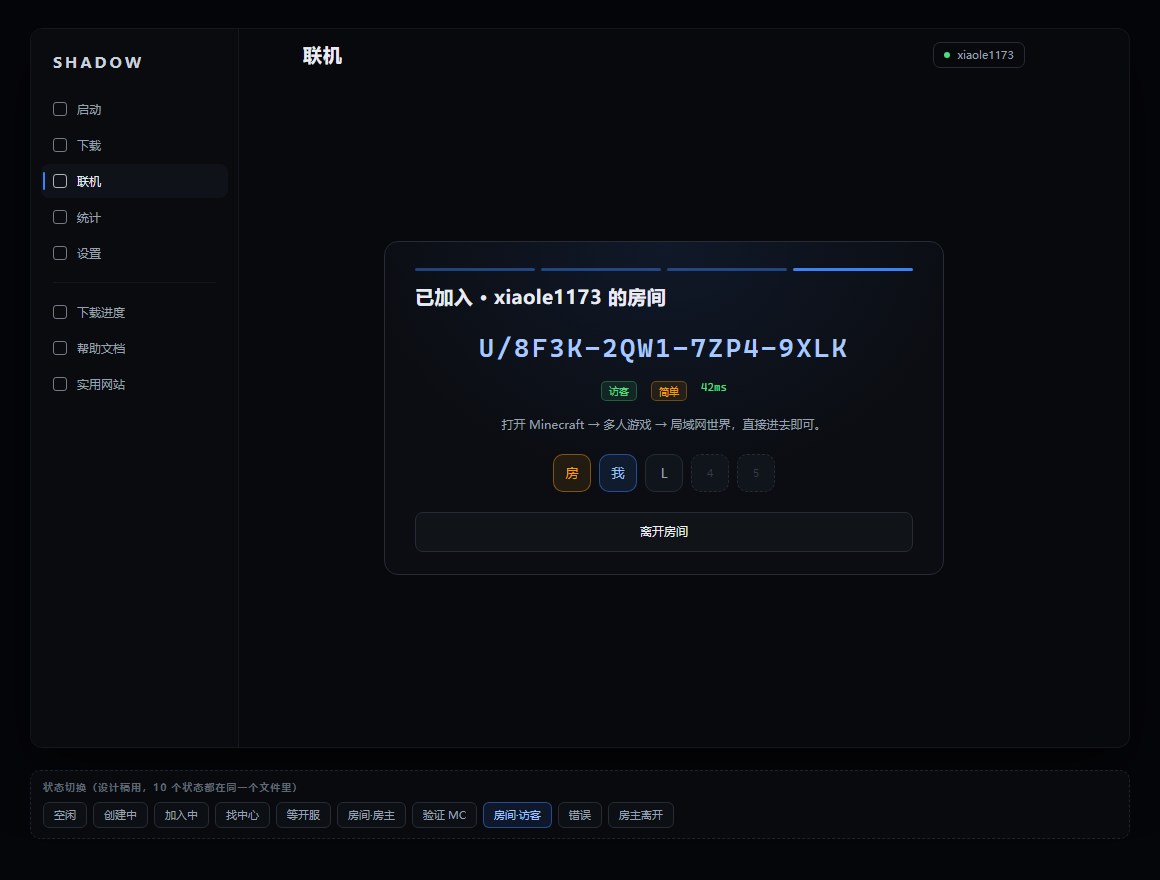 SHADOW
启动
下载
联机
统计
设置
下载进度
帮助文档
实用网站
联机
xiaole1173
已加入 · xiaole1173 的房间
U/8F3K-2QW1-7ZP4-9XLK
访客 简单 42ms
打开 Minecraft → 多人游戏 → 局域网世界，直接进去即可。
房 我 L 4 5
离开房间
状态切换（设计稿用，10 个状态都在同一个文件里）
空闲 创建中 加入中 找中心 等开服 房间·房主 验证 MC 房间·访客 错误 房主离开